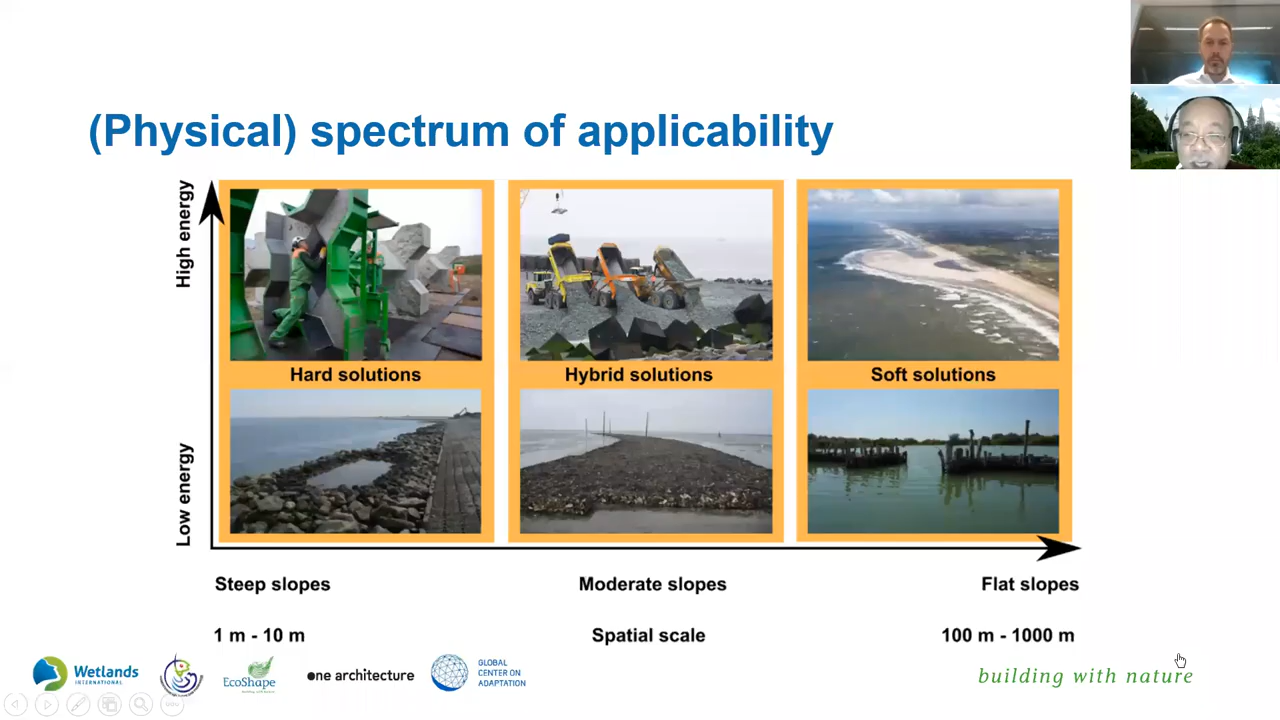 (Physical) spectrum of applicability
High energy
Hard solutions
Hybrid solutions
Soft solutions
Low energy
Steep slopes
Moderate slopes
Flat slopes
1 m - 10 m
Spatial scale
100 m - 1000 m
Wetlands
INTERNATIONAL
EcoShape
one architecture
GLOBAL
CENTER ON
ADAPTATION
building with nature